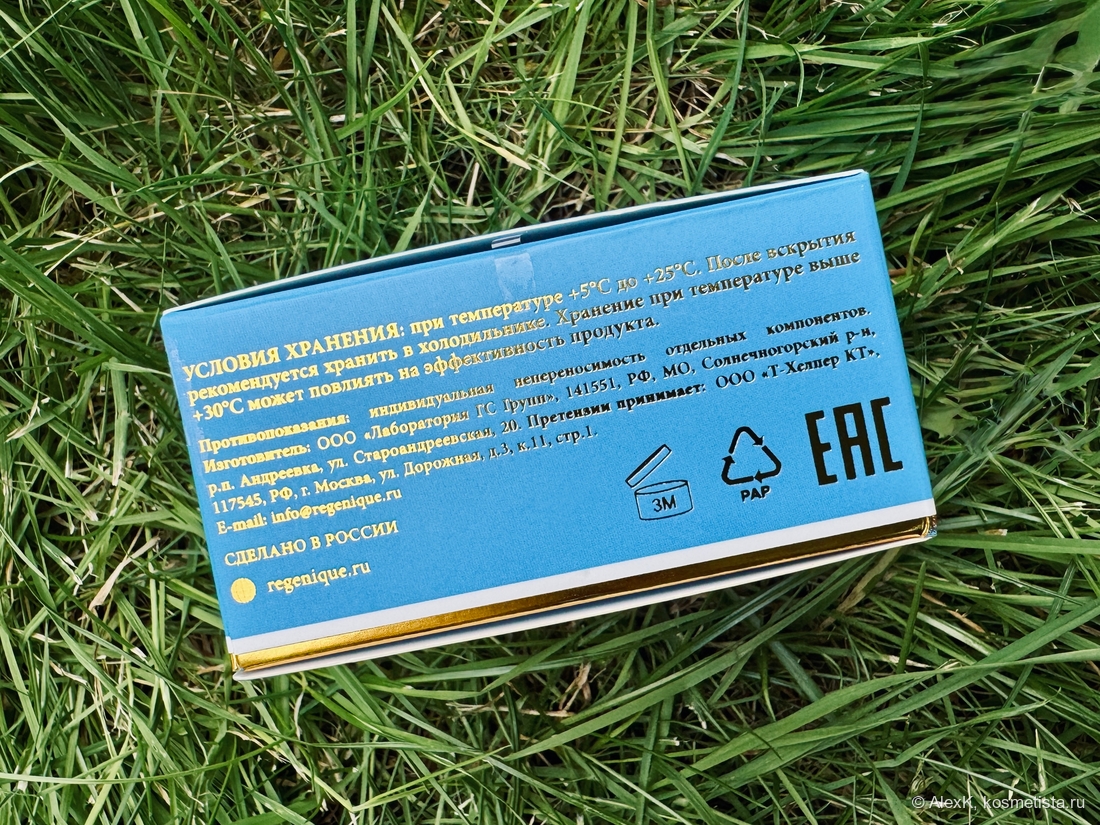 УСЛОВИЯ ХРАНЕНИЯ: при температуре +5°C до +25°C. После вскрытия
рекомендуется хранить в холодильнике. Хранение при температуре выше
+30°C может повлиять на эффективность продукта.
Противопоказания: индивидуальная непереносимость отдельных компонентов.
Изготовитель: ООО «Лаборатория ГС Групп», 141551, РФ, МО, Солнечногорский р-н,
р.п. Андреевка, ул. Староандреевская, 20. Претензии принимает: ООО «Т-Хелпер КТ»,
117545, РФ, г. Москва, ул. Дорожная, д.3, к.11, стр.1.
E-mail: info@regenique.ru
СДЕЛАНО В РОССИИ
regenique.ru
3М
PAP
EAC
© AlexK, kosmetista.ru